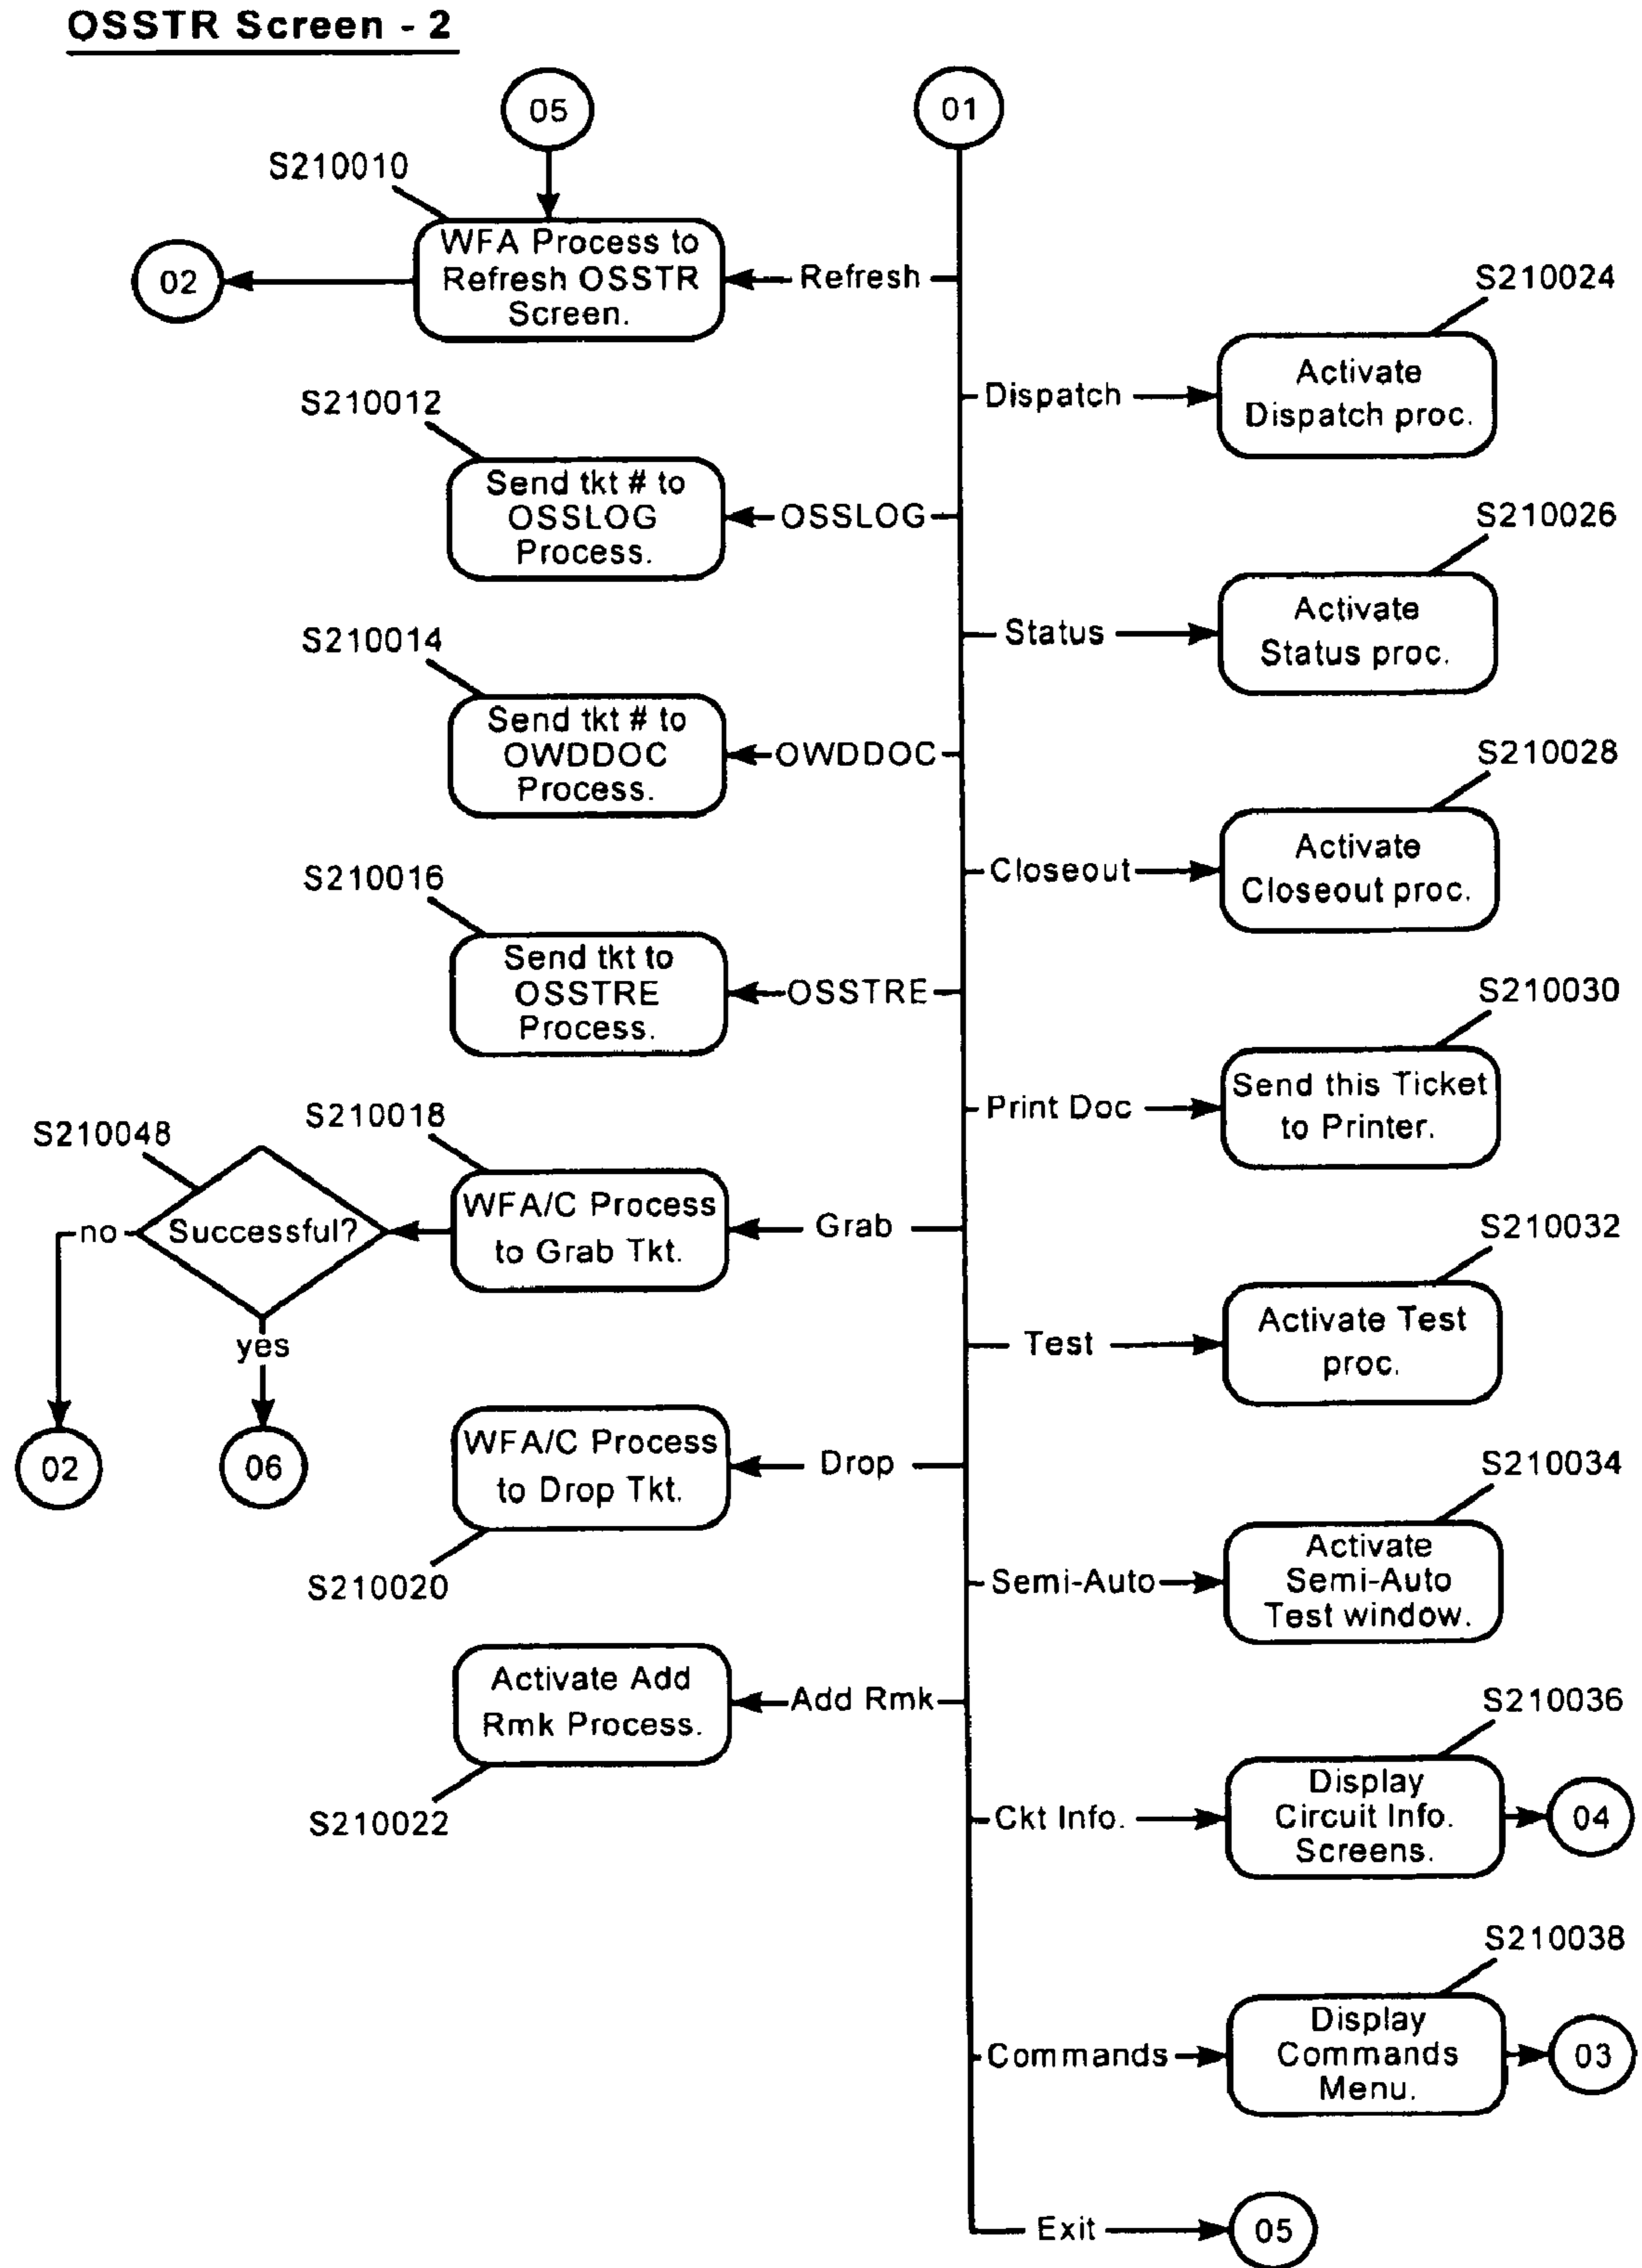 OSSTR Screen - 2
05
01
S210010
WFA Process to
Refresh OSSTR
Screen.
02
Refresh
S210024
Activate
Dispatch proc.
Dispatch
S210012
Send tkt # to
OSSLOG
Process.
OSSLOG
S210026
Activate
Status proc.
Status
S210014
Send tkt # to
OWDDOC
Process.
OWDDOC
S210028
Activate
Closeout proc.
Closeout
S210016
Send tkt to
OSSTRE
Process.
OSSTRE
S210030
Send this Ticket
to Printer.
Print Doc
S210048
S210018
no
Successful?
WFA/C Process
to Grab Tkt.
Grab
yes
02
06
S210032
Activate Test
proc.
Test
WFA/C Process
to Drop Tkt.
Drop
S210020
S210034
Activate
Semi-Auto
Test window.
Semi-Auto
Activate Add
Rmk Process.
Add Rmk
S210022
S210036
Display
Circuit Info.
Screens.
Ckt Info.
04
S210038
Display
Commands
Menu.
Commands
03
Exit
05